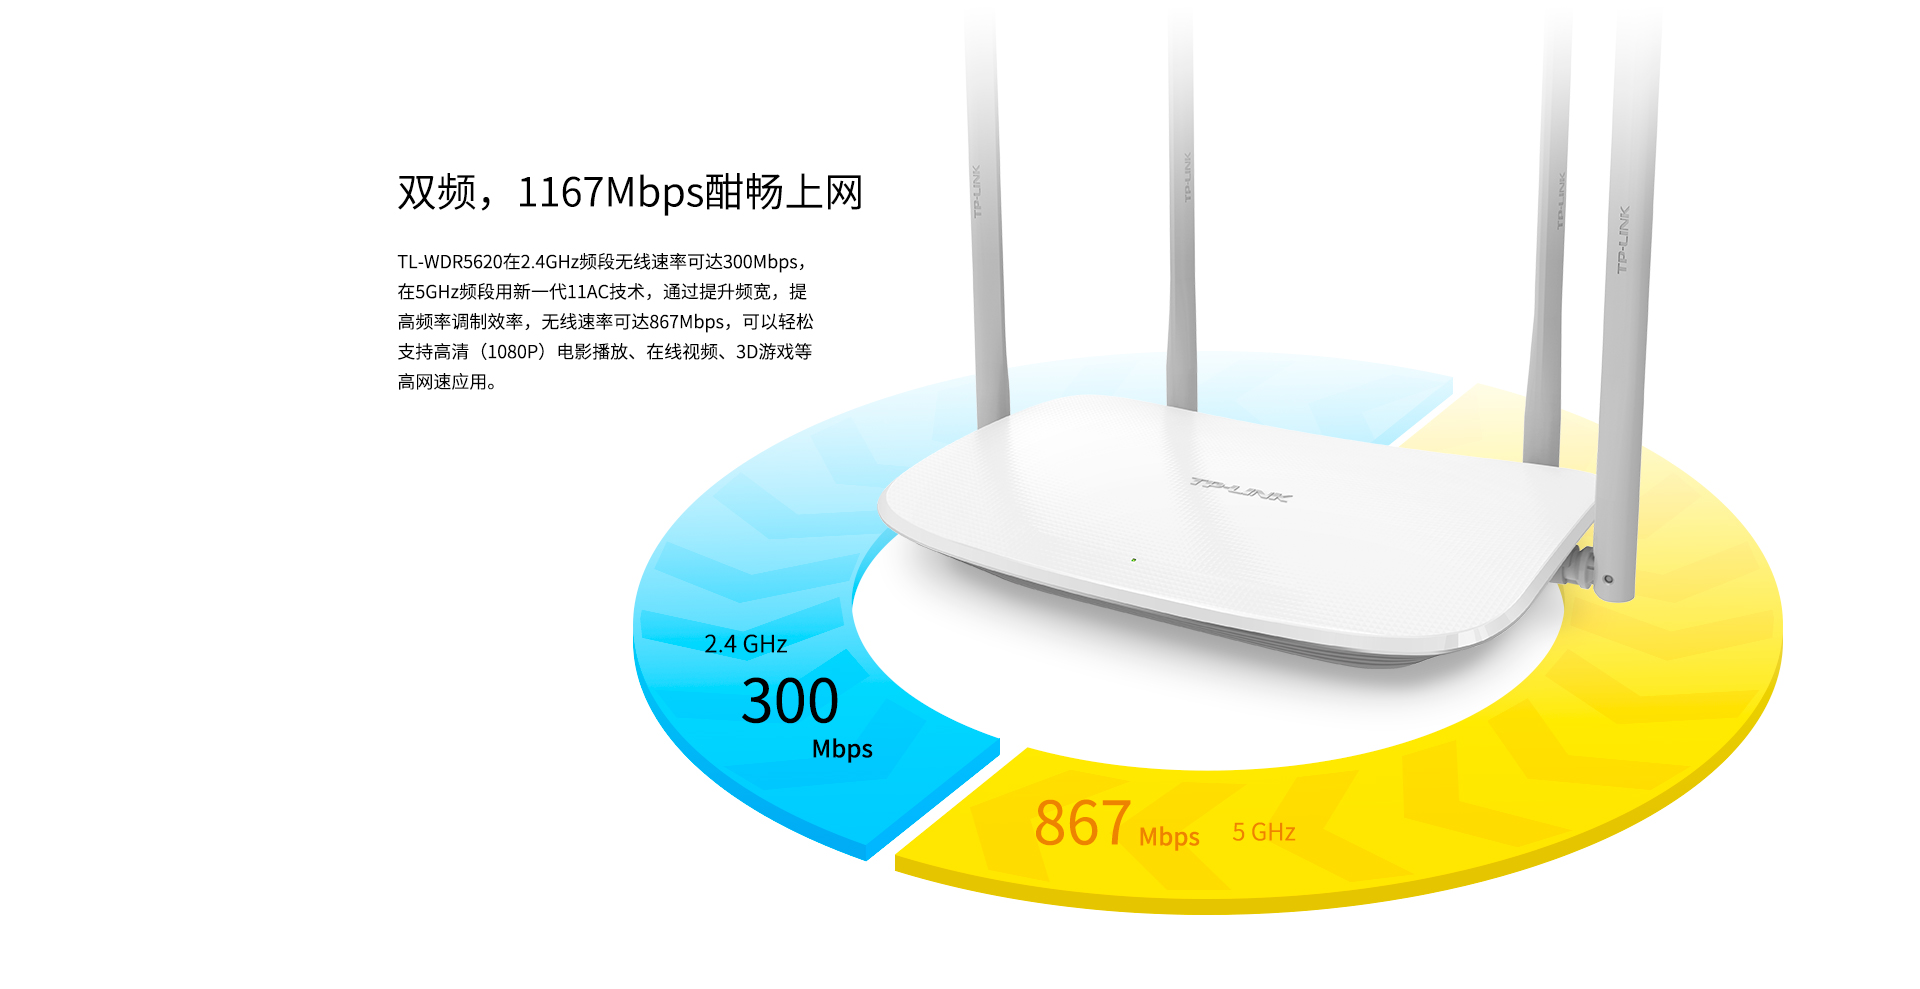 双频，1167Mbps酣畅上网
TL-WDR5620在2.4GHz频段无线速率可达300Mbps，
在5GHz频段用新一代11AC技术，通过提升频宽，提
高频率调制效率，无线速率可达867Mbps，可以轻松
支持高清（1080P）电影播放、在线视频、3D游戏等
高网速应用。
TP-LINK
TP-LINK
TP-LINK
TP-LINK
TP-LINK
2.4 GHz
300
Mbps
867 Mbps 5 GHz